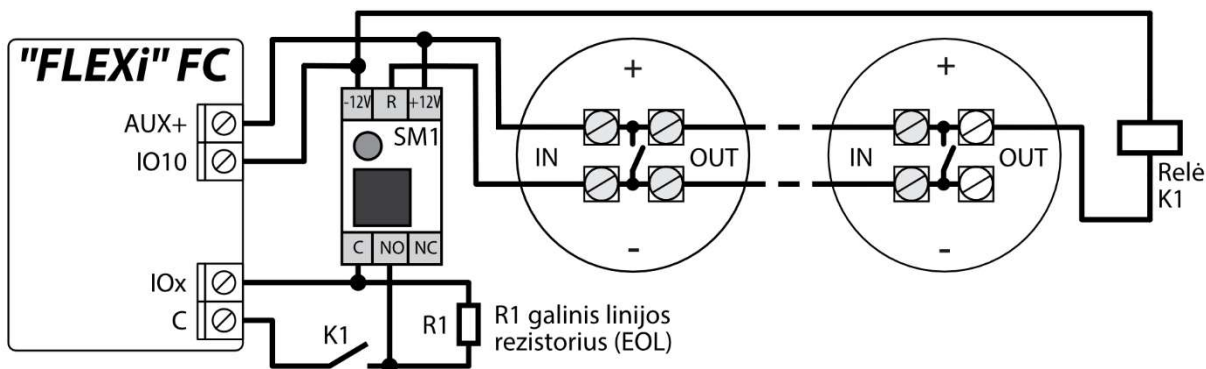 "FLEXi" FC
AUX+
IO10
IOx
C
-12V R +12V
SM1
C NO NC
K1
R1
R1 galinis linijos
rezistorius (EOL)
+
IN OUT
-
+
IN OUT
-
Relė
K1